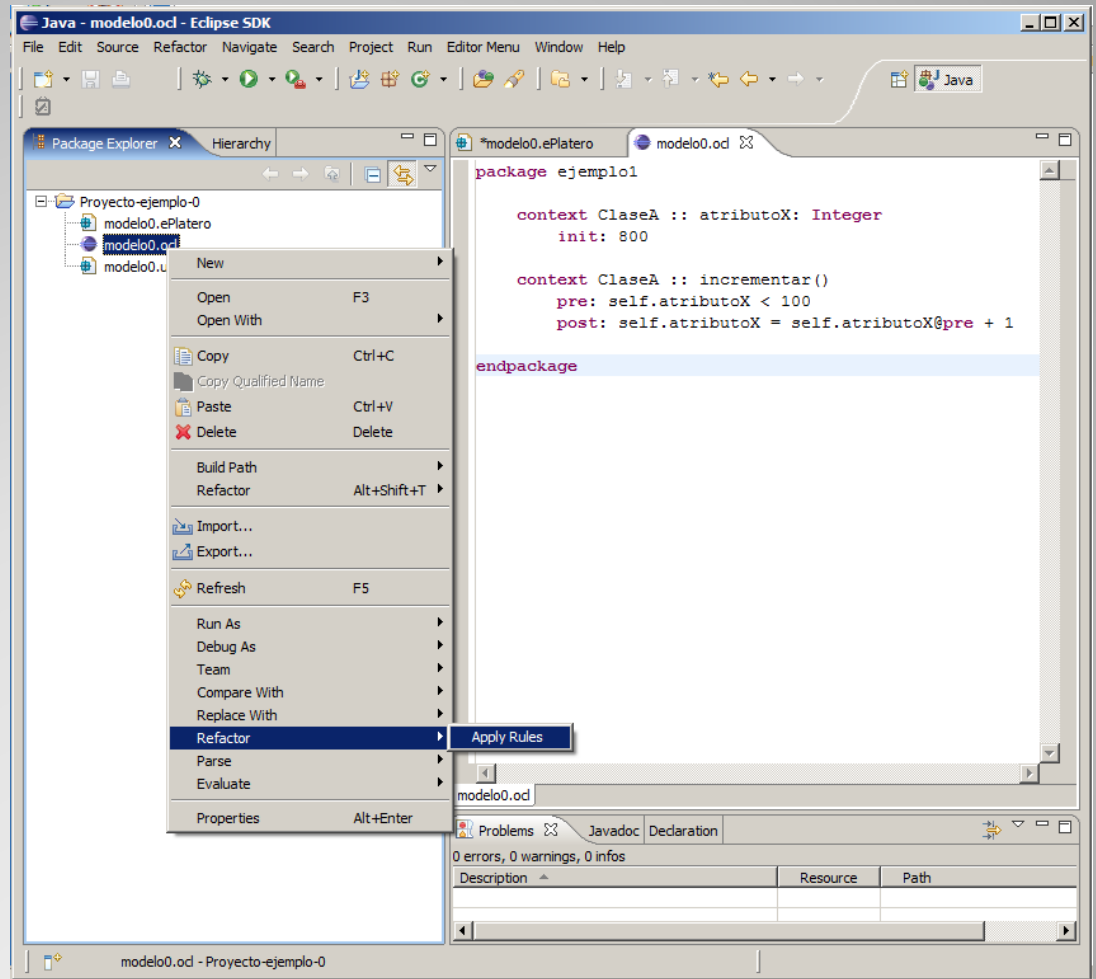 Java - modelo0.ocl - Eclipse SDK
File Edit Source Refactor Navigate Search Project Run Editor Menu Window Help
Java
Package Explorer Hierarchy
Proyecto-ejemplo-0
modelo0.ePlatero
modelo0.ocl
modelo0.u
New
Open F3
Open With
Copy Ctrl+C
Copy Qualified Name
Paste Ctrl+V
Delete Delete
Build Path
Refactor Alt+Shift+T
Import...
Export...
Refresh F5
Run As
Debug As
Team
Compare With
Replace With
Refactor
Parse
Evaluate
Properties Alt+Enter
Apply Rules
*modelo0.ePlatero modelo0.ocl
package ejemplo1
context ClaseA :: atributoX: Integer
init: 800
context ClaseA :: incrementar()
pre: self.atributoX < 100
post: self.atributoX = self.atributoX@pre + 1
endpackage
modelo0.ocl
Problems Javadoc Declaration
0 errors, 0 warnings, 0 infos
Description Resource Path
modelo0.ocl - Proyecto-ejemplo-0